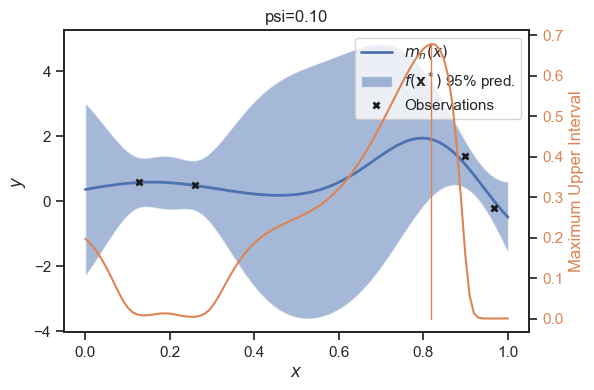 psi=0.10
m_n(x)
f(x*) 95% pred.
Observations
4
2
0
−2
−4
y
0.0
0.2
0.4
0.6
0.8
1.0
x
0.7
0.6
0.5
0.4
0.3
0.2
0.1
0.0
Maximum Upper Interval